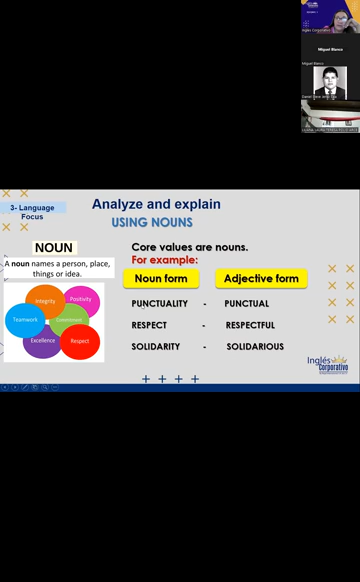 Inglés Corporativo
Miguel Blanco
Miguel Blanco
3- Language
Focus
Analyze and explain
USING NOUNS
NOUN
A noun names a person, place,
things or idea.
Integrity
Positivity
Teamwork
Excellence
Respect
Core values are nouns.
For example:
Noun form
Adjective form
PUNCTUALITY - PUNCTUAL
RESPECT - RESPECTFUL
SOLIDARITY - SOLIDARIOUS
Inglés
Corporativo